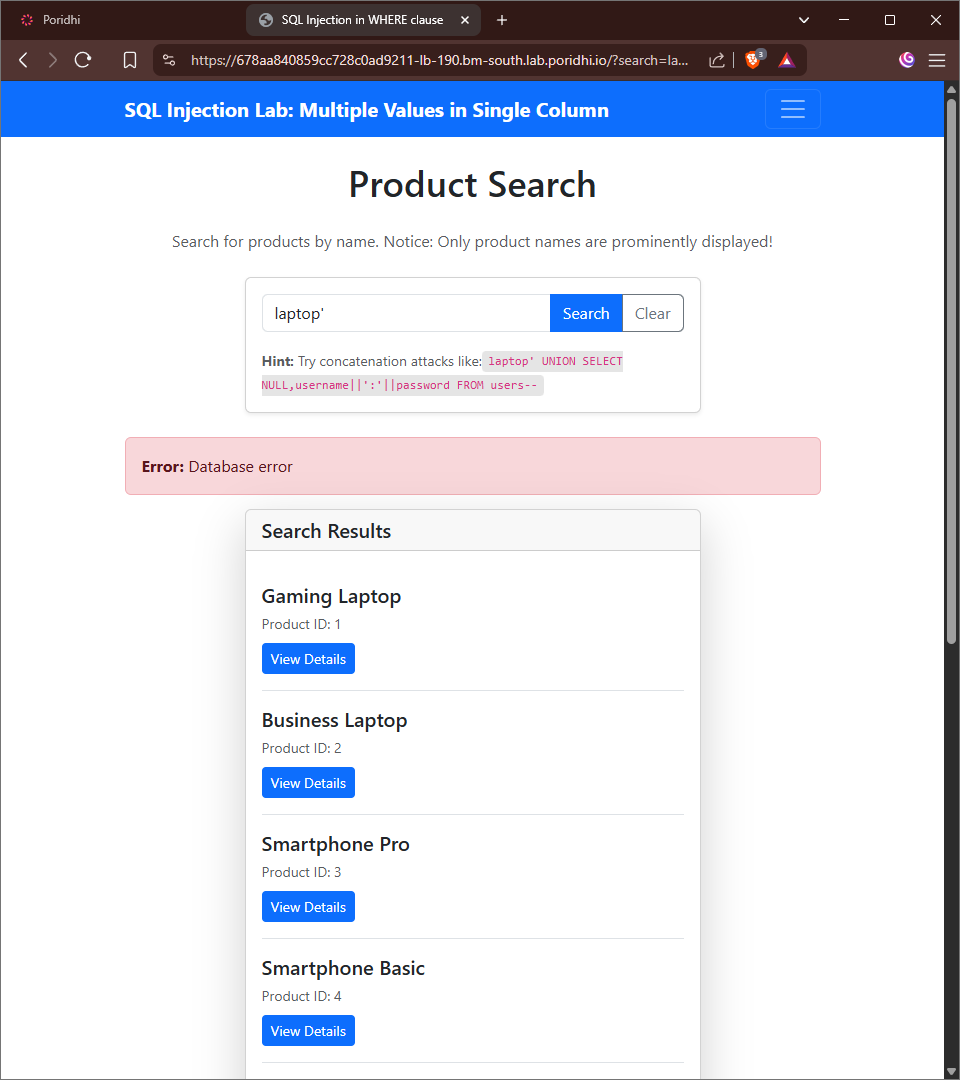 Poridhi
SQL Injection in WHERE clause
https://678aa840859cc728c0ad9211-lb-190.bm-south.lab.poridhi.io/?search=la...
3
SQL Injection Lab: Multiple Values in Single Column
Product Search
Search for products by name. Notice: Only product names are prominently displayed!
laptop'
Search
Clear
Hint: Try concatenation attacks like: laptop' UNION SELECT
NULL,username||':'||password FROM users--
Error: Database error
Search Results
Gaming Laptop
Product ID: 1
View Details
Business Laptop
Product ID: 2
View Details
Smartphone Pro
Product ID: 3
View Details
Smartphone Basic
Product ID: 4
View Details